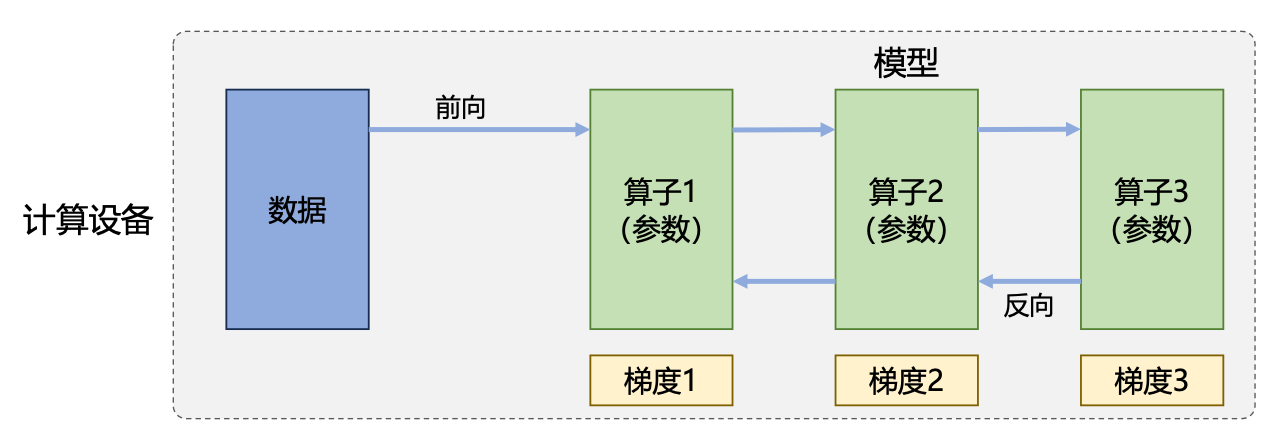 模型
前向
计算设备
数据
算子1
（参数）
算子2
（参数）
算子3
（参数）
反向
梯度1
梯度2
梯度3